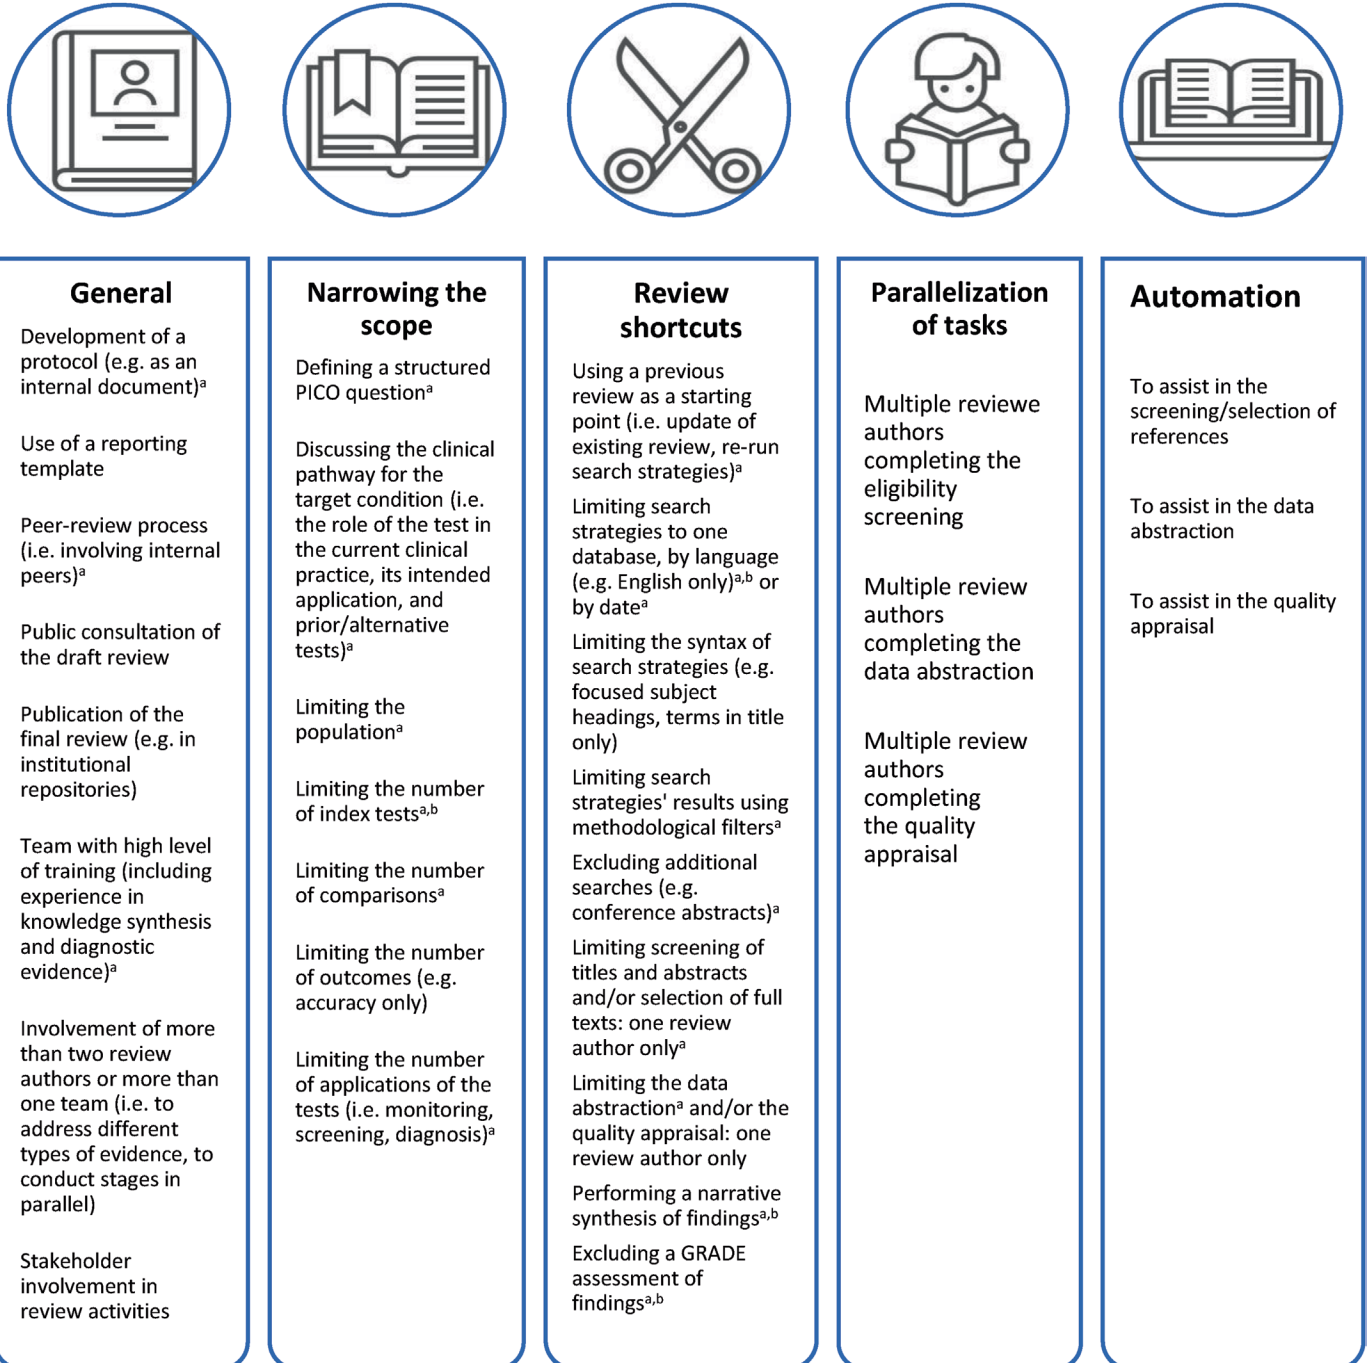 General
Development of a
protocol (e.g. as an
internal document)ᵃ
Use of a reporting
template
Peer-review process
(i.e. involving internal
peers)ᵃ
Public consultation of
the draft review
Publication of the
final review (e.g. in
institutional
repositories)
Team with high level
of training (including
experience in
knowledge synthesis
and diagnostic
evidence)ᵃ
Involvement of more
than two review
authors or more than
one team (i.e. to
address different
types of evidence, to
conduct stages in
parallel)
Stakeholder
involvement in
review activities
Narrowing the
scope
Defining a structured
PICO questionᵃ
Discussing the clinical
pathway for the
target condition (i.e.
the role of the test in
the current clinical
practice, its intended
application, and
prior/alternative
tests)ᵃ
Limiting the
populationᵃ
Limiting the number
of index testsᵃ,ᵇ
Limiting the number
of comparisonsᵃ
Limiting the number
of outcomes (e.g.
accuracy only)
Limiting the number
of applications of the
tests (i.e. monitoring,
screening, diagnosis)ᵃ
Review
shortcuts
Using a previous
review as a starting
point (i.e. update of
existing review, re-run
search strategies)ᵃ
Limiting search
strategies to one
database, by language
(e.g. English only)ᵃ,ᵇ or
by dateᵃ
Limiting the syntax of
search strategies (e.g.
focused subject
headings, terms in title
only)
Limiting search
strategies' results using
methodological filtersᵃ
Excluding additional
searches (e.g.
conference abstracts)ᵃ
Limiting screening of
titles and abstracts
and/or selection of full
texts: one review
author onlyᵃ
Limiting the data
abstractionᵃ and/or the
quality appraisal: one
review author only
Performing a narrative
synthesis of findingsᵃ,ᵇ
Excluding a GRADE
assessment of
findingsᵃ,ᵇ
Parallelization
of tasks
Multiple reviewe
authors
completing the
eligibility
screening
Multiple review
authors
completing the
data abstraction
Multiple review
authors
completing
the quality
appraisal
Automation
To assist in the
screening/selection of
references
To assist in the data
abstraction
To assist in the quality
appraisal